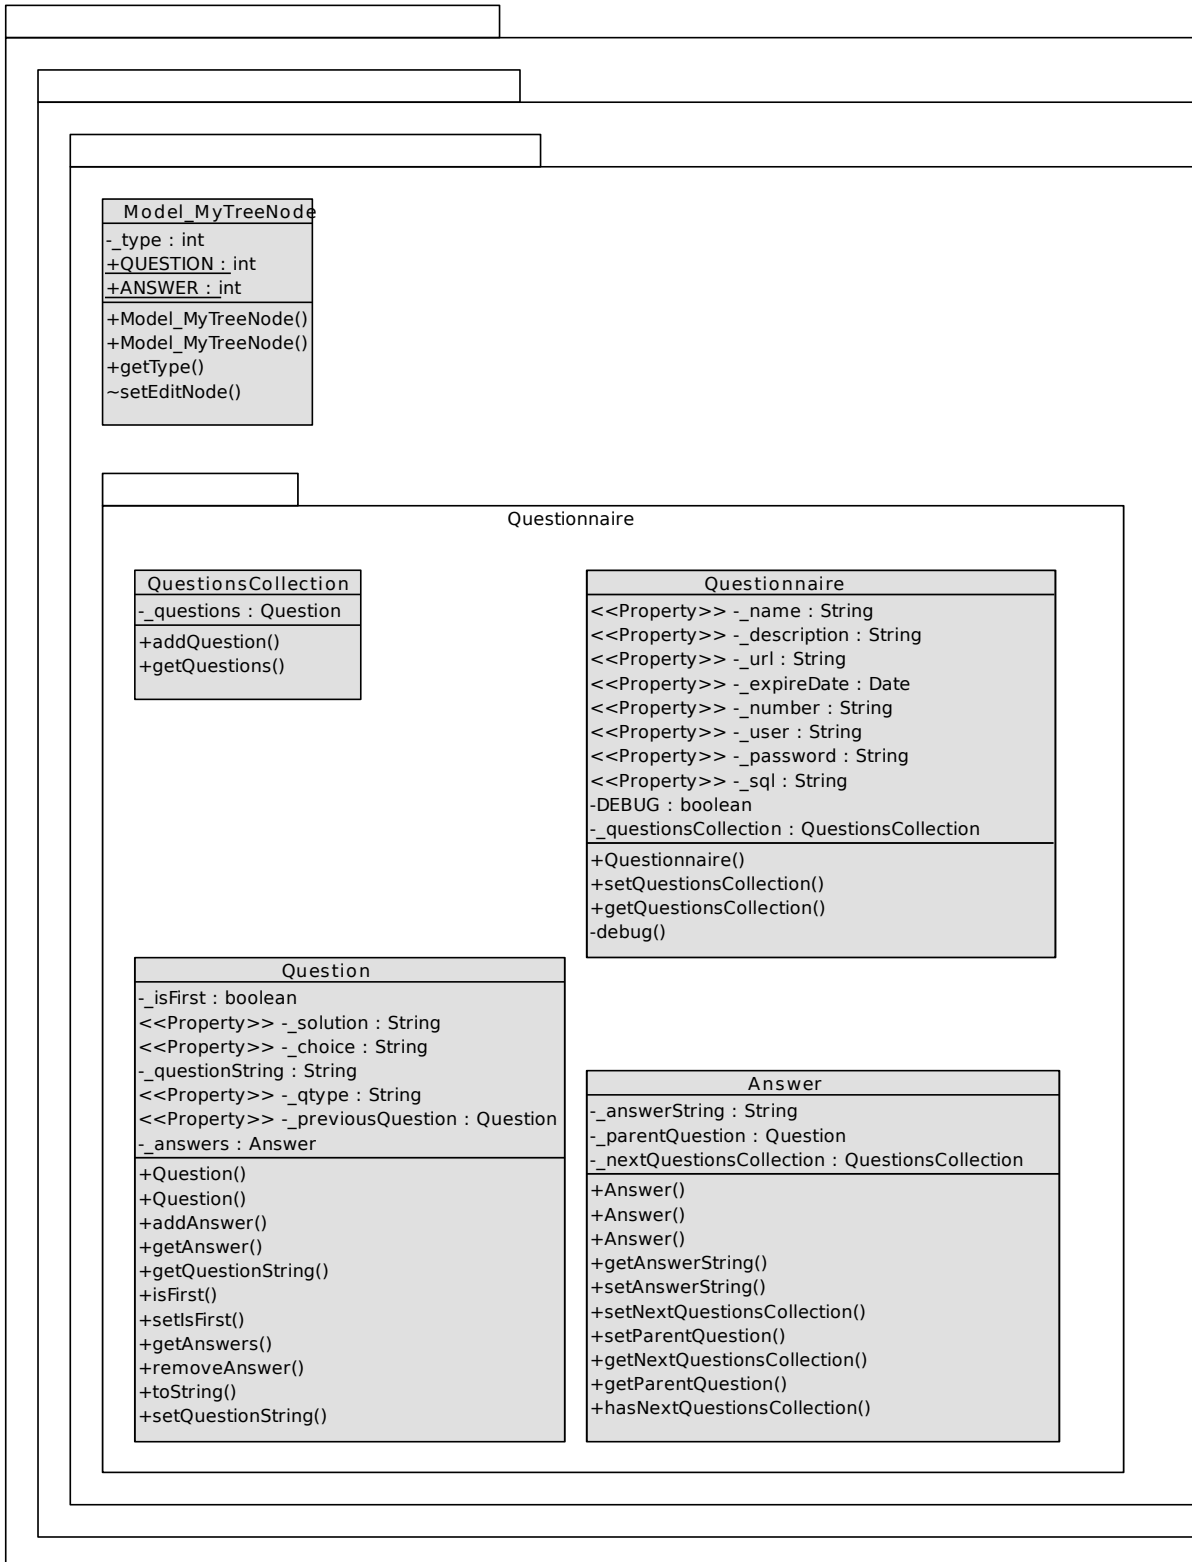 Model_MyTreeNode
-_type : int
+QUESTION : int
+ANSWER : int
+Model_MyTreeNode()
+Model_MyTreeNode()
+getType()
~setEditNode()
Questionnaire
QuestionsCollection
-_questions : Question
+addQuestion()
+getQuestions()
Questionnaire
<<Property>> -_name : String
<<Property>> -_description : String
<<Property>> -_url : String
<<Property>> -_expireDate : Date
<<Property>> -_number : String
<<Property>> -_user : String
<<Property>> -_password : String
<<Property>> -_sql : String
-DEBUG : boolean
-_questionsCollection : QuestionsCollection
+Questionnaire()
+setQuestionsCollection()
+getQuestionsCollection()
-debug()
Question
-_isFirst : boolean
<<Property>> -_solution : String
<<Property>> -_choice : String
-_questionString : String
<<Property>> -_qtype : String
<<Property>> -_previousQuestion : Question
-_answers : Answer
+Question()
+Question()
+addAnswer()
+getAnswer()
+getQuestionString()
+isFirst()
+setIsFirst()
+getAnswers()
+removeAnswer()
+toString()
+setQuestionString()
Answer
-_answerString : String
-_parentQuestion : Question
-_nextQuestionsCollection : QuestionsCollection
+Answer()
+Answer()
+Answer()
+getAnswerString()
+setAnswerString()
+setNextQuestionsCollection()
+setParentQuestion()
+getNextQuestionsCollection()
+getParentQuestion()
+hasNextQuestionsCollection()